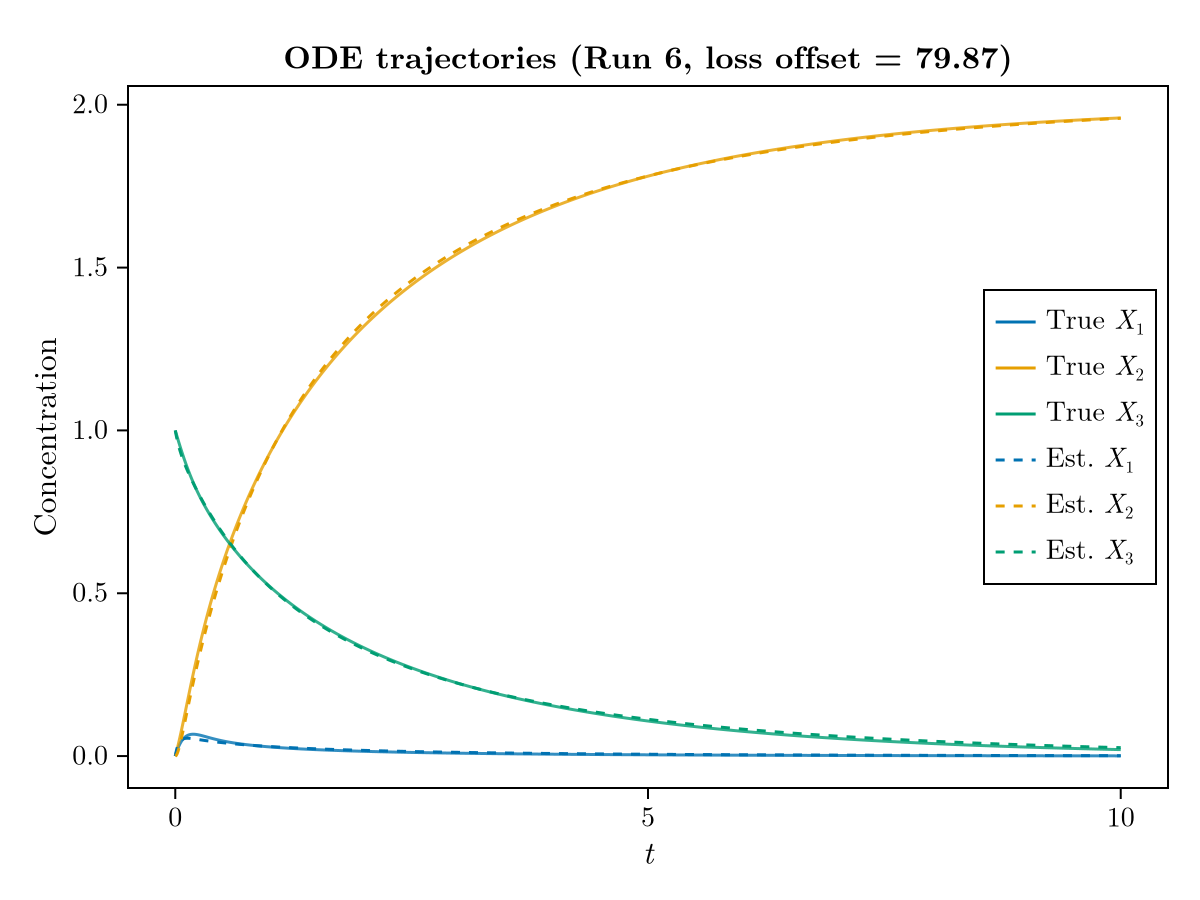 ODE trajectories (Run 6, loss offset = 79.87)
2.0
1.5
1.0
0.5
0.0
Concentration
True X₁
True X₂
True X₃
Est. X₁
Est. X₂
Est. X₃
0 5 10
t